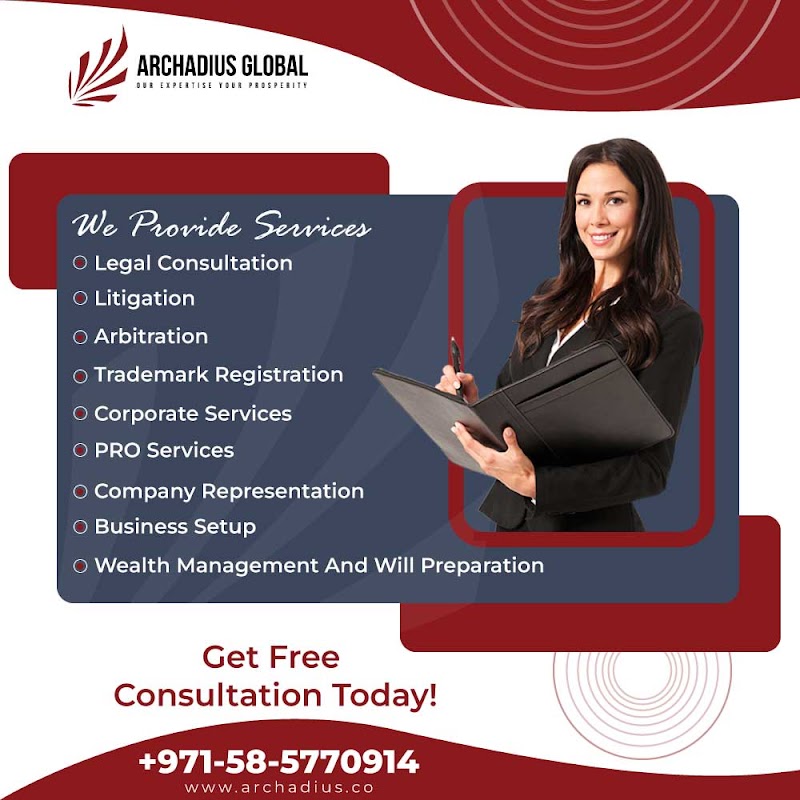 ARCHADIUS GLOBAL
OUR EXPERTISE YOUR PROSPERITY
We Provide Services
Legal Consultation
Litigation
Arbitration
Trademark Registration
Corporate Services
PRO Services
Company Representation
Business Setup
Wealth Management And Will Preparation
Get Free
Consultation Today!
+971-58-5770914
www.archadius.co